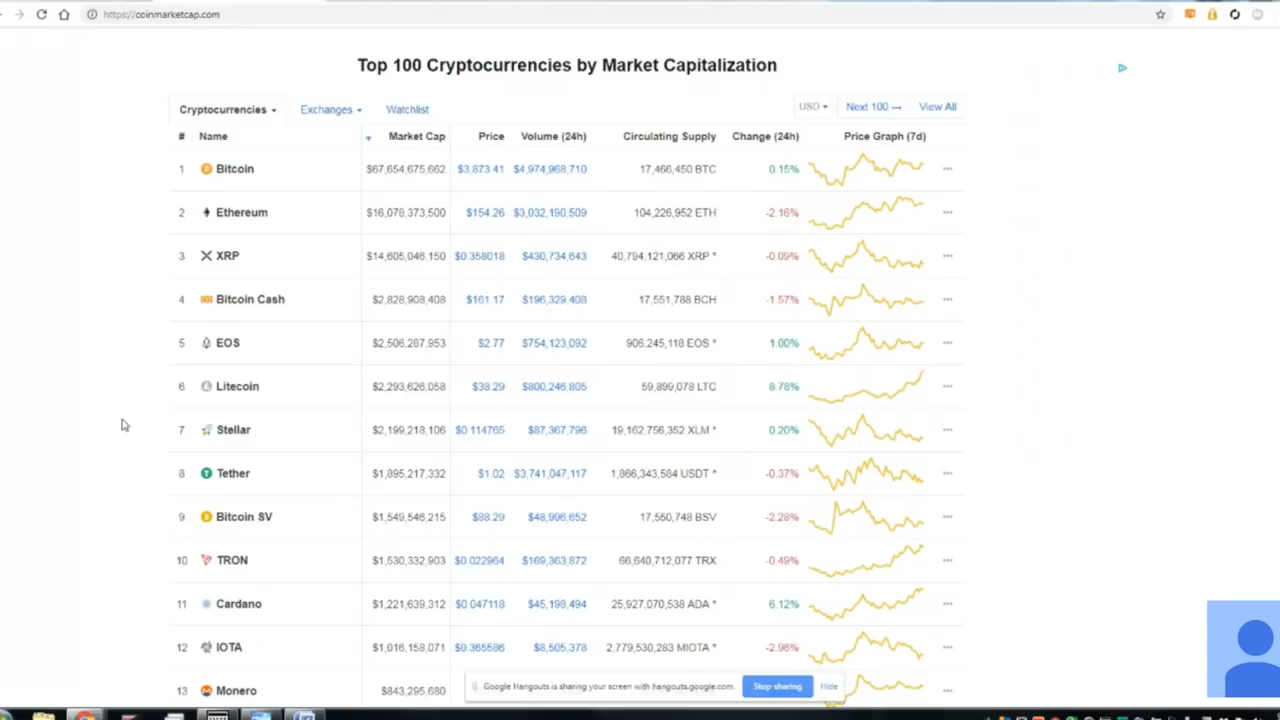 https://coinmarketcap.com
Top 100 Cryptocurrencies by Market Capitalization
Cryptocurrencies Exchanges Watchlist USD Next 100 → View All
# Name Market Cap Price Volume (24h) Circulating Supply Change (24h) Price Graph (7d)
1 Bitcoin $67,654,675,662 $3,873.41 $4,974,968,710 17,466,450 BTC 0.15%
2 Ethereum $16,078,373,500 $154.26 $3,032,190,509 104,226,952 ETH -2.16%
3 XRP $14,605,046,150 $0.358018 $430,734,643 40,794,121,066 XRP * -0.09%
4 Bitcoin Cash $2,828,908,408 $161.17 $196,329,408 17,551,788 BCH -1.57%
5 EOS $2,506,287,953 $2.77 $754,123,092 906,245,118 EOS * 1.00%
6 Litecoin $2,293,626,058 $38.29 $800,246,805 59,899,078 LTC 8.78%
7 Stellar $2,199,218,106 $0.114765 $87,367,796 19,162,756,352 XLM * 0.20%
8 Tether $1,895,217,332 $1.02 $3,741,047,117 1,866,343,584 USDT * -0.37%
9 Bitcoin SV $1,549,546,215 $88.29 $48,996,652 17,550,748 BSV -2.28%
10 TRON $1,530,332,903 $0.022964 $169,363,872 66,640,712,077 TRX -0.49%
11 Cardano $1,221,639,312 $0.047118 $45,198,494 25,927,070,538 ADA * 6.12%
12 IOTA $1,016,158,071 $0.365586 $8,505,378 2,779,530,283 MIOTA * -2.96%
13 Monero $843,295,680
Google Hangouts is sharing your screen with hangouts.google.com. Stop sharing Hide